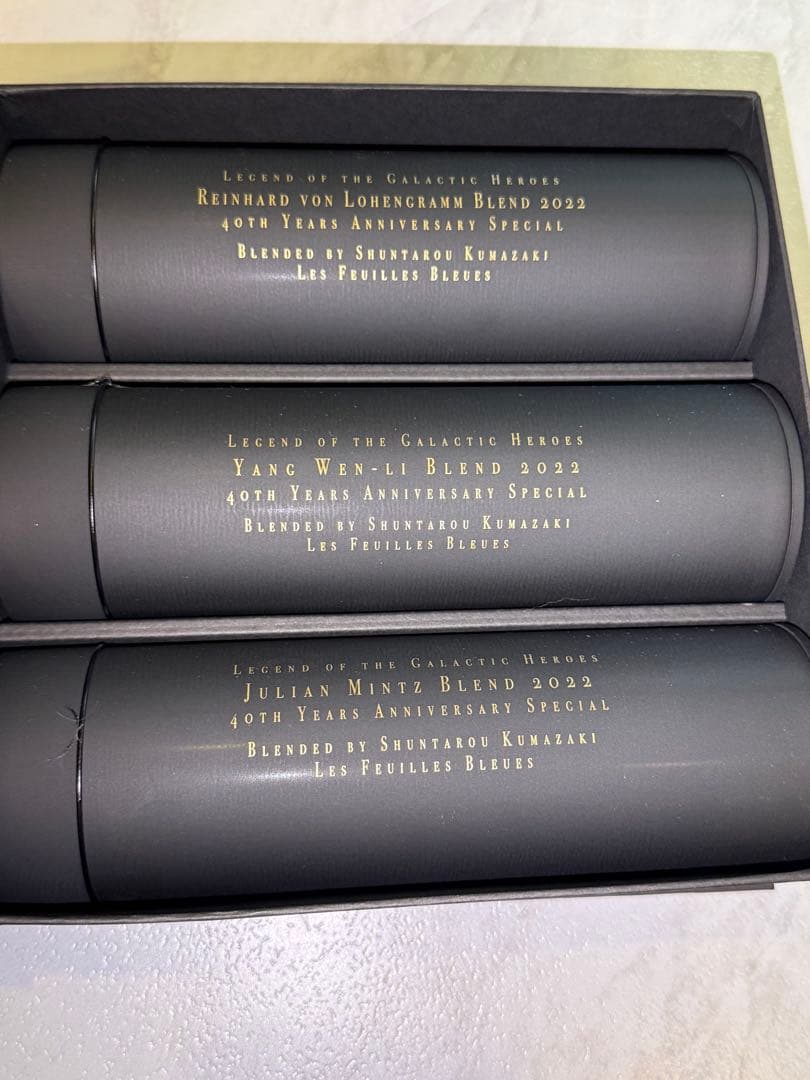 Legend of the Galactic Heroes
Reinhard von Lohengramm Blend 2022
40th Years Anniversary Special
Blended by Shuntarou Kumazaki
Les Feuilles Bleues
Legend of the Galactic Heroes
Yang Wen-li Blend 2022
40th Years Anniversary Special
Blended by Shuntarou Kumazaki
Les Feuilles Bleues
Legend of the Galactic Heroes
Julian Mintz Blend 2022
40th Years Anniversary Special
Blended by Shuntarou Kumazaki
Les Feuilles Bleues